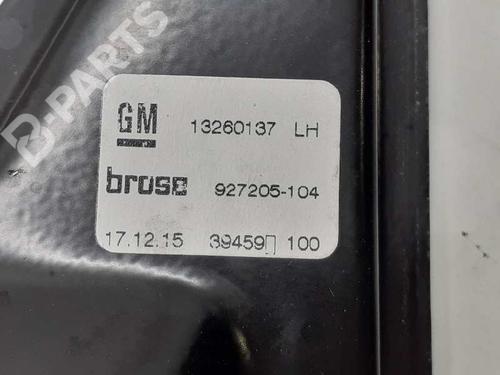 B-PARTS
GM 13260137 LH
brose 927205-104
17.12.15 39459▯ 100